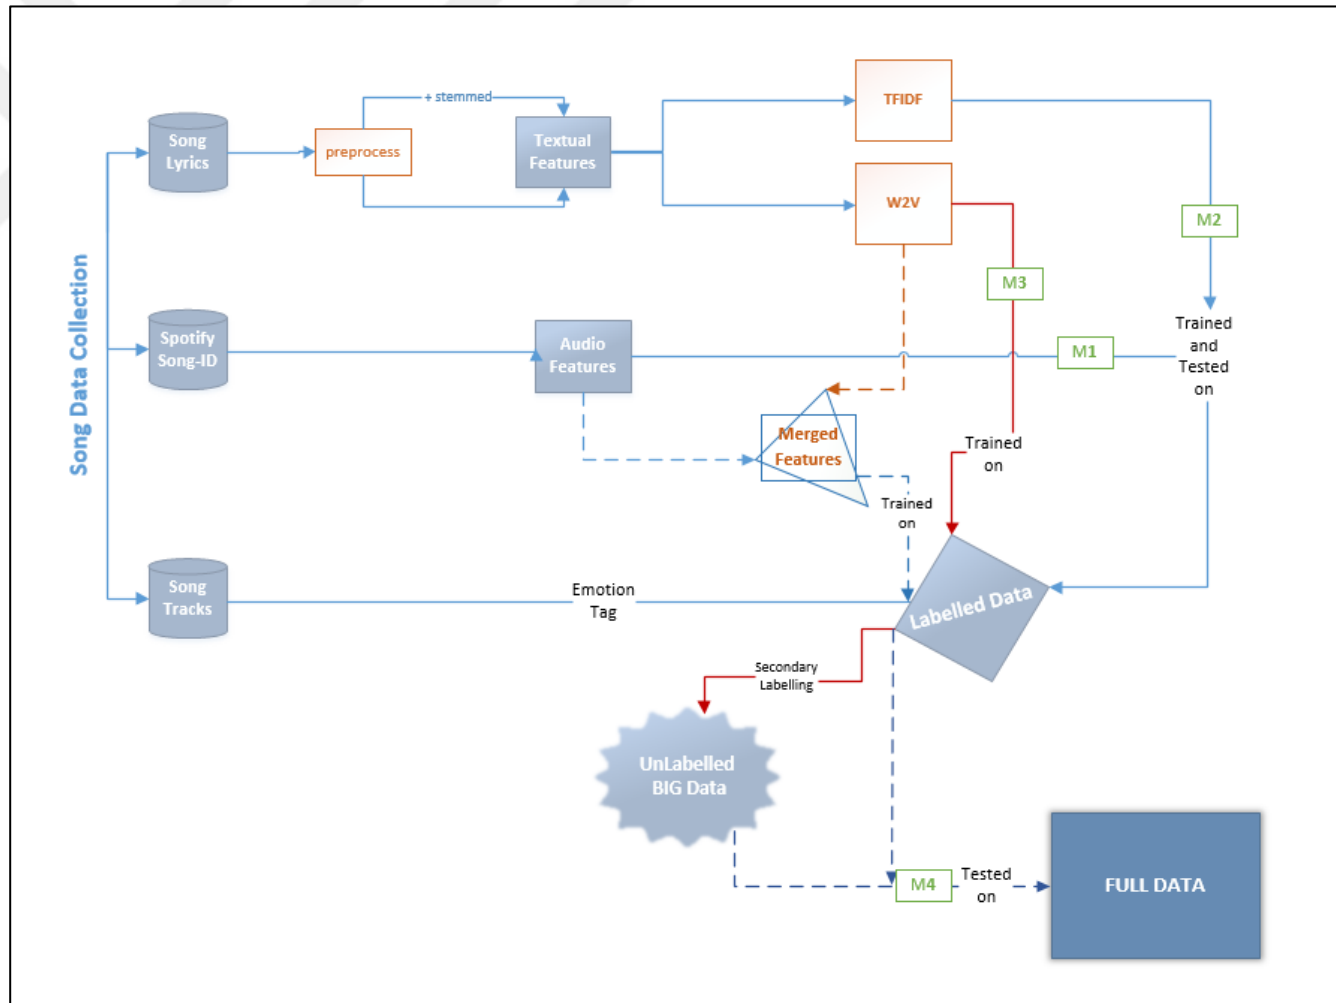 Song Data Collection
Song
Lyrics
preprocess
+ stemmed
Textual
Features
TFIDF
W2V
M2
M3
Spotify
Song-ID
Audio
Features
M1
Trained
and
Tested
on
Merged
Features
Trained
on
Trained
on
Song
Tracks
Emotion
Tag
Labelled Data
Secondary
Labelling
UnLabelled
BIG Data
M4
Tested
on
FULL DATA